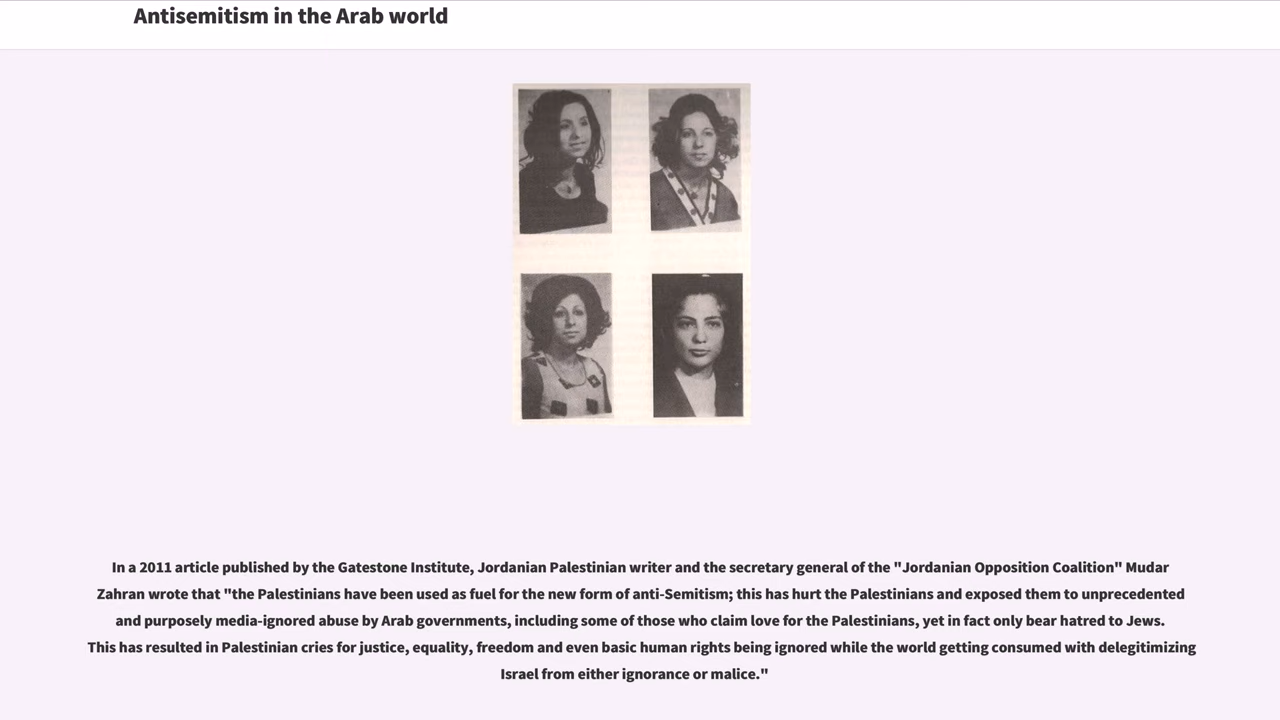 Antisemitism in the Arab world
In a 2011 article published by the Gatestone Institute, Jordanian Palestinian writer and the secretary general of the "Jordanian Opposition Coalition" Mudar
Zahran wrote that "the Palestinians have been used as fuel for the new form of anti-Semitism; this has hurt the Palestinians and exposed them to unprecedented
and purposely media-ignored abuse by Arab governments, including some of those who claim love for the Palestinians, yet in fact only bear hatred to Jews.
This has resulted in Palestinian cries for justice, equality, freedom and even basic human rights being ignored while the world getting consumed with delegitimizing
Israel from either ignorance or malice."